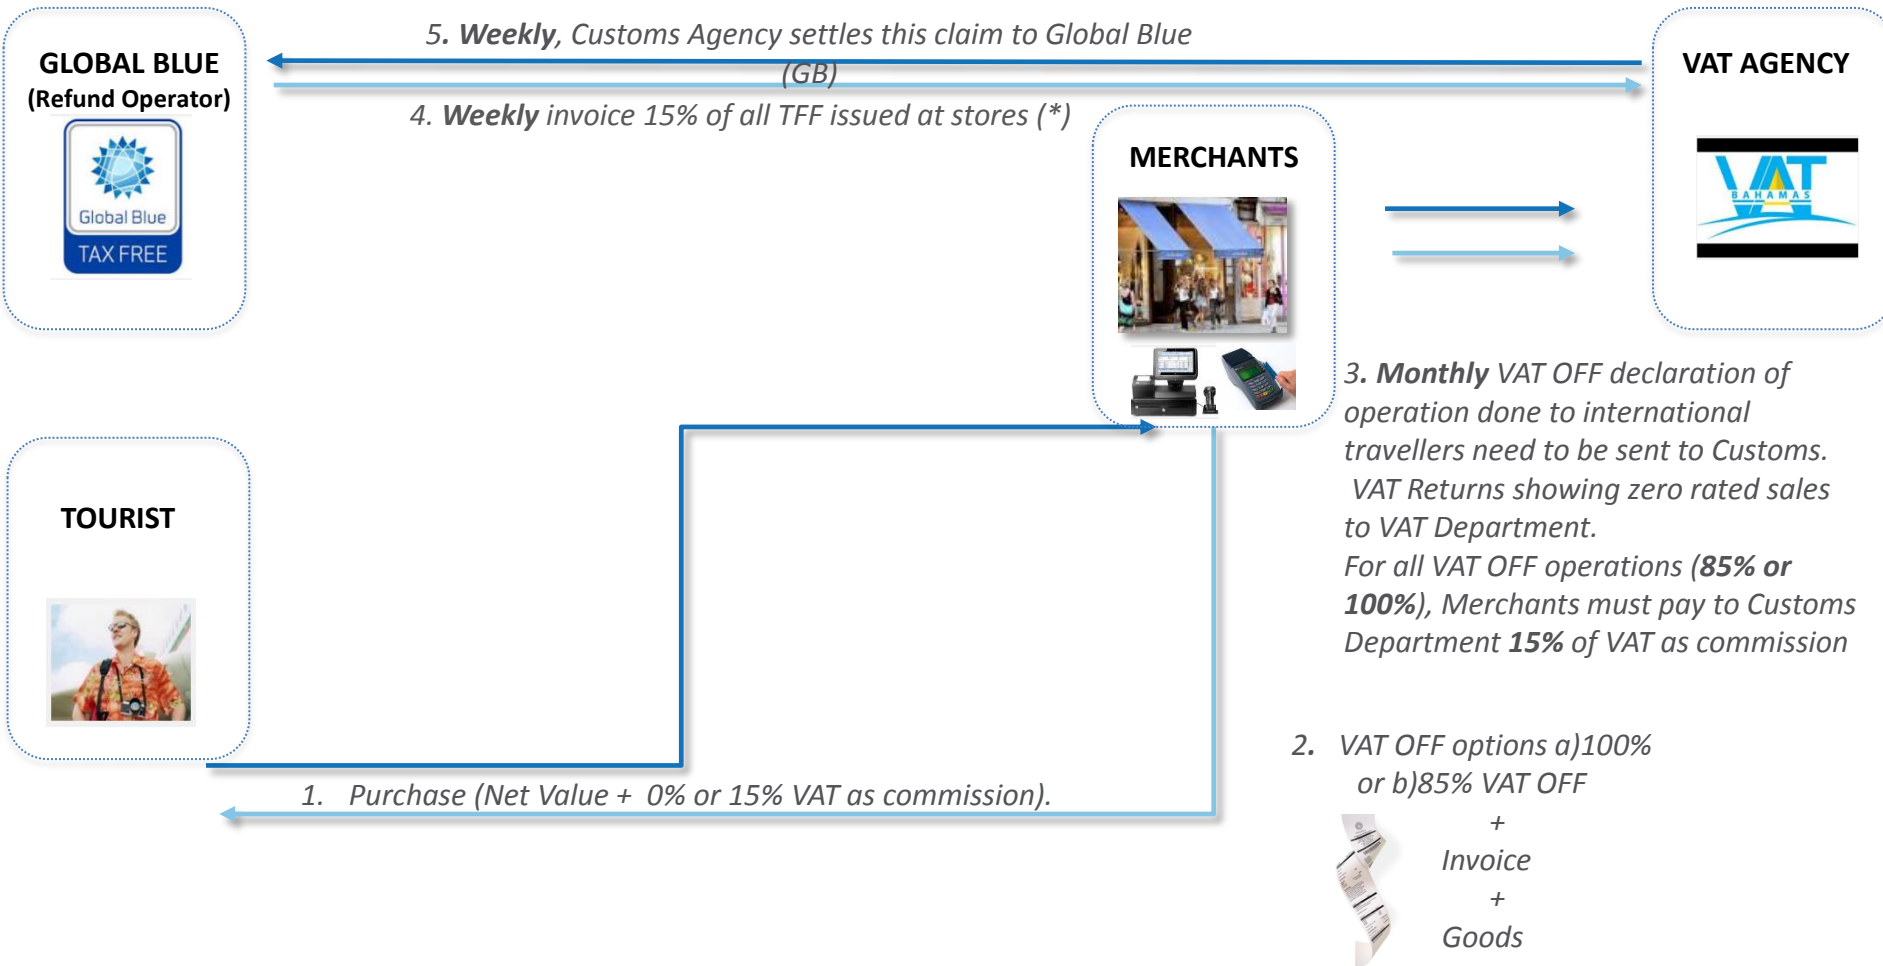 5. Weekly, Customs Agency settles this claim to Global Blue
(GB)
GLOBAL BLUE
(Refund Operator)
Global Blue
TAX FREE
4. Weekly invoice 15% of all TFF issued at stores (*)
VAT AGENCY
VAT
BAHAMAS
MERCHANTS
3. Monthly VAT OFF declaration of
operation done to international
travellers need to be sent to Customs.
VAT Returns showing zero rated sales
to VAT Department.
For all VAT OFF operations (85% or
100%), Merchants must pay to Customs
Department 15% of VAT as commission
TOURIST
1. Purchase (Net Value + 0% or 15% VAT as commission).
2. VAT OFF options a)100%
or b)85% VAT OFF
+
Invoice
+
Goods